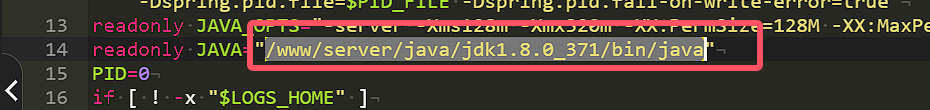 -Dspring.pid.file=$PID_FILE -Dspring.pid.fail-on-write-error=true
13 readonly JAVA_OPTS="-server -Xms128m -Xmx320m -XX:PermSize=128M -XX:MaxPe
14 readonly JAVA="/www/server/java/jdk1.8.0_371/bin/java"¬
15 PID=0¬
16 if [ ! -x "$LOGS_HOME" ]